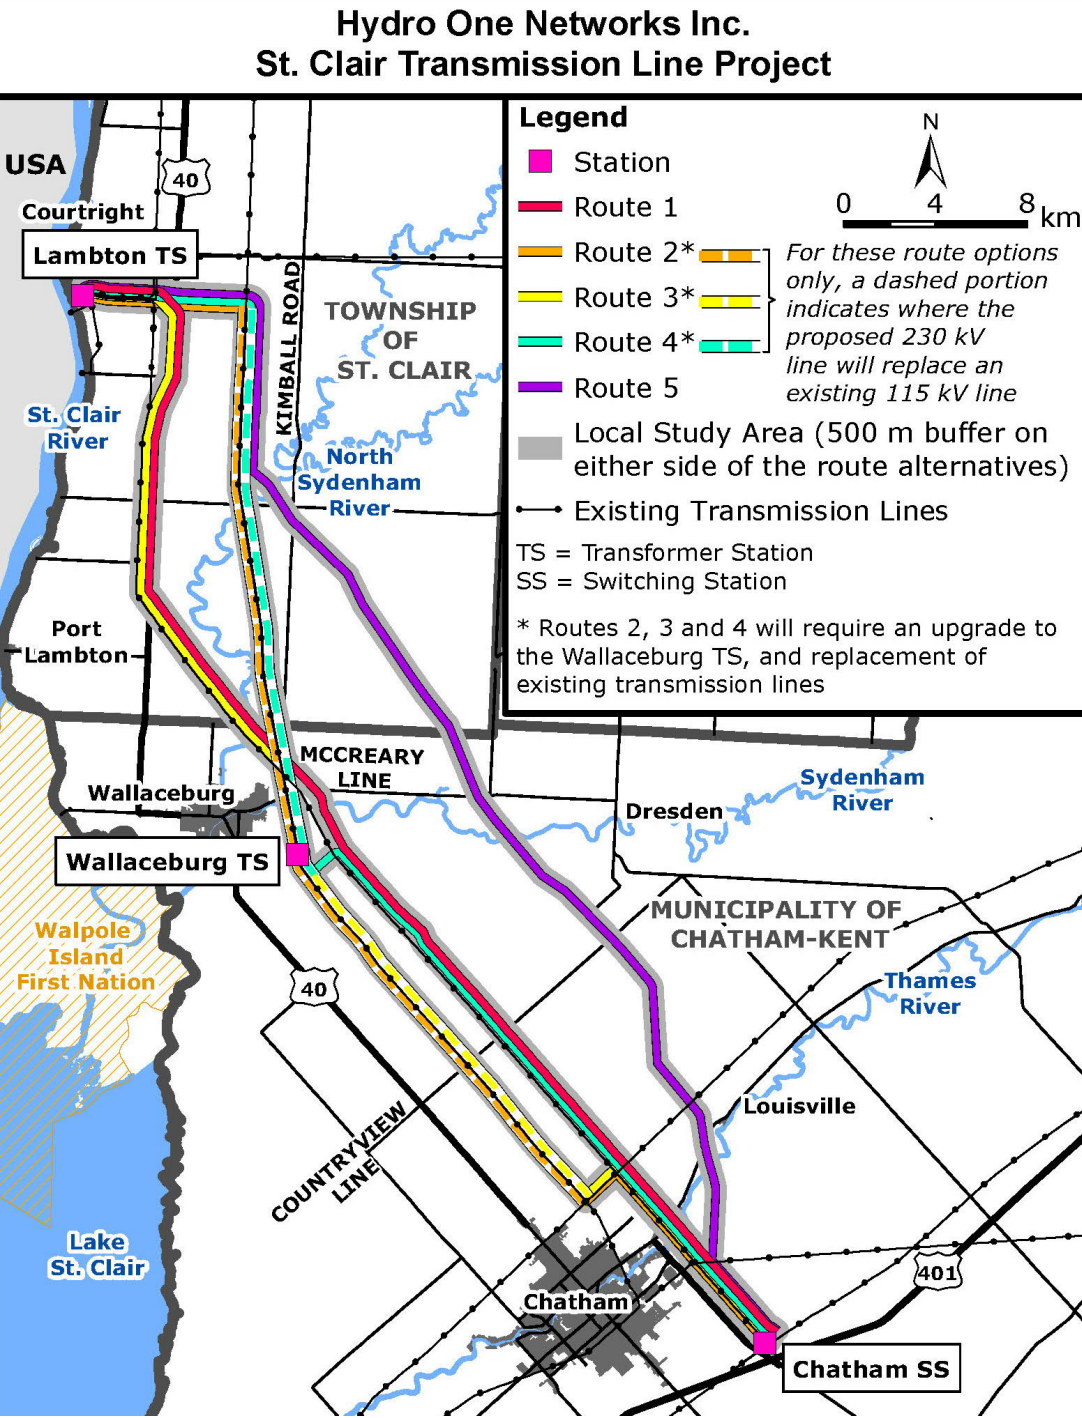 Hydro One Networks Inc.
St. Clair Transmission Line Project
Legend
Station
Route 1
Route 2*
Route 3*
Route 4*
Route 5
For these route options
only, a dashed portion
indicates where the
proposed 230 kV
line will replace an
existing 115 kV line
Local Study Area (500 m buffer on
either side of the route alternatives)
Existing Transmission Lines
TS = Transformer Station
SS = Switching Station
* Routes 2, 3 and 4 will require an upgrade to
the Wallaceburg TS, and replacement of
existing transmission lines
N
0 4 8 km
USA
40
Courtright
Lambton TS
KIMBALL ROAD
TOWNSHIP
OF
ST. CLAIR
St. Clair
River
North
Sydenham
River
Port
Lambton
MCCREARY
LINE
Wallaceburg
Sydenham
River
Dresden
Wallaceburg TS
MUNICIPALITY OF
CHATHAM-KENT
Walpole
Island
First Nation
40
Thames
River
Louisville
COUNTRYVIEW
LINE
Lake
St. Clair
401
Chatham
Chatham SS